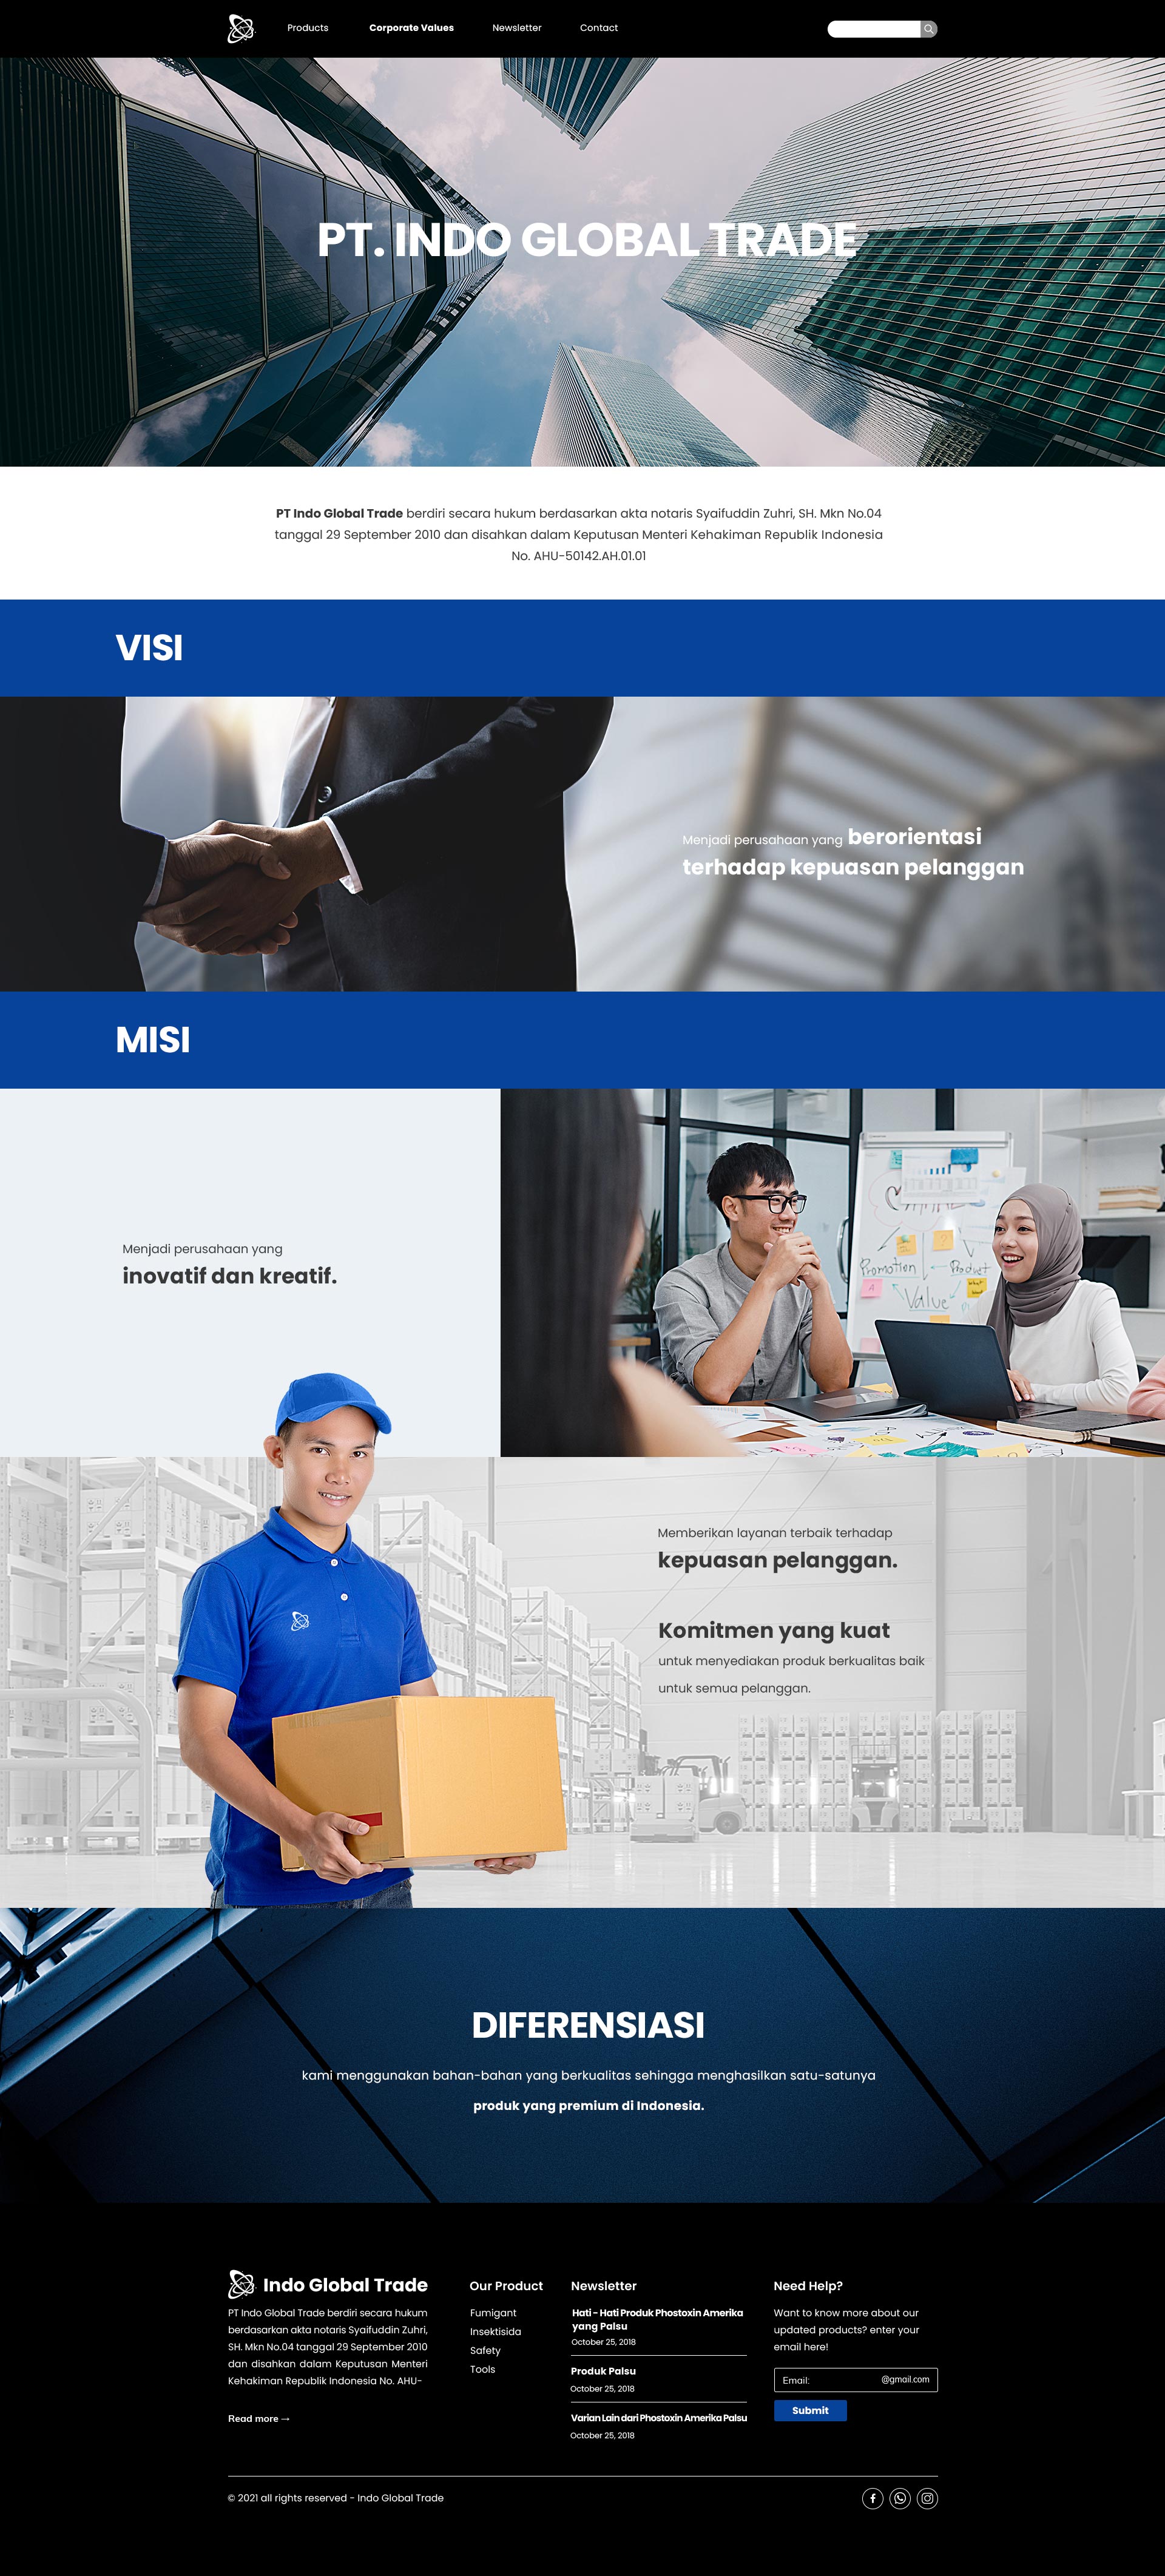 Products
Corporate Values
Newsletter
Contact
PT. INDO GLOBAL TRADE
PT Indo Global Trade berdiri secara hukum berdasarkan akta notaris Syaifuddin Zuhri, SH. Mkn No.04
tanggal 29 September 2010 dan disahkan dalam Keputusan Menteri Kehakiman Republik Indonesia
No. AHU-50142.AH.01.01
VISI
Menjadi perusahaan yang berorientasi
terhadap kepuasan pelanggan
MISI
Menjadi perusahaan yang
inovatif dan kreatif.
Promotion
Product
Value
Memberikan layanan terbaik terhadap
kepuasan pelanggan.
Komitmen yang kuat
untuk menyediakan produk berkualitas baik
untuk semua pelanggan.
DIFERENSIASI
kami menggunakan bahan-bahan yang berkualitas sehingga menghasilkan satu-satunya
produk yang premium di Indonesia.
Indo Global Trade
PT Indo Global Trade berdiri secara hukum
berdasarkan akta notaris Syaifuddin Zuhri,
SH. Mkn No.04 tanggal 29 September 2010
dan disahkan dalam Keputusan Menteri
Kehakiman Republik Indonesia No. AHU-
Read more →
Our Product
Fumigant
Insektisida
Safety
Tools
Newsletter
Hati - Hati Produk Phostoxin Amerika
yang Palsu
October 25, 2018
Produk Palsu
October 25, 2018
Varian Lain dari Phostoxin Amerika Palsu
October 25, 2018
Need Help?
Want to know more about our
updated products? enter your
email here!
Email: @gmail.com
Submit
© 2021 all rights reserved - Indo Global Trade